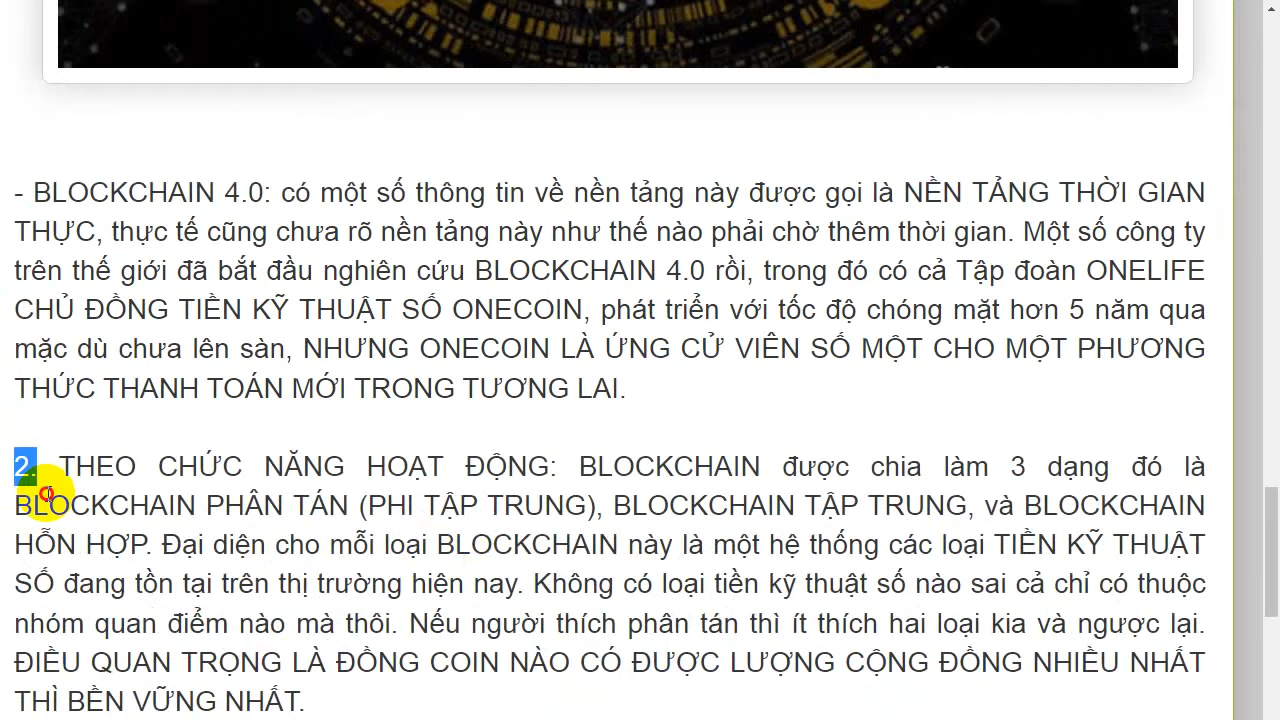 - BLOCKCHAIN 4.0: có một số thông tin về nền tảng này được gọi là NỀN TẢNG THỜI GIAN
THỰC, thực tế cũng chưa rõ nền tảng này như thế nào phải chờ thêm thời gian. Một số công ty
trên thế giới đã bắt đầu nghiên cứu BLOCKCHAIN 4.0 rồi, trong đó có cả Tập đoàn ONELIFE
CHỦ ĐỒNG TIỀN KỸ THUẬT SỐ ONECOIN, phát triển với tốc độ chóng mặt hơn 5 năm qua
mặc dù chưa lên sàn, NHƯNG ONECOIN LÀ ỨNG CỬ VIÊN SỐ MỘT CHO MỘT PHƯƠNG
THỨC THANH TOÁN MỚI TRONG TƯƠNG LAI.
2. THEO CHỨC NĂNG HOẠT ĐỘNG: BLOCKCHAIN được chia làm 3 dạng đó là
BLOCKCHAIN PHÂN TÁN (PHI TẬP TRUNG), BLOCKCHAIN TẬP TRUNG, và BLOCKCHAIN
HỖN HỢP. Đại diện cho mỗi loại BLOCKCHAIN này là một hệ thống các loại TIỀN KỸ THUẬT
SỐ đang tồn tại trên thị trường hiện nay. Không có loại tiền kỹ thuật số nào sai cả chỉ có thuộc
nhóm quan điểm nào mà thôi. Nếu người thích phân tán thì ít thích hai loại kia và ngược lại.
ĐIỀU QUAN TRỌNG LÀ ĐỒNG COIN NÀO CÓ ĐƯỢC LƯỢNG CỘNG ĐỒNG NHIỀU NHẤT
THÌ BỀN VỮNG NHẤT.